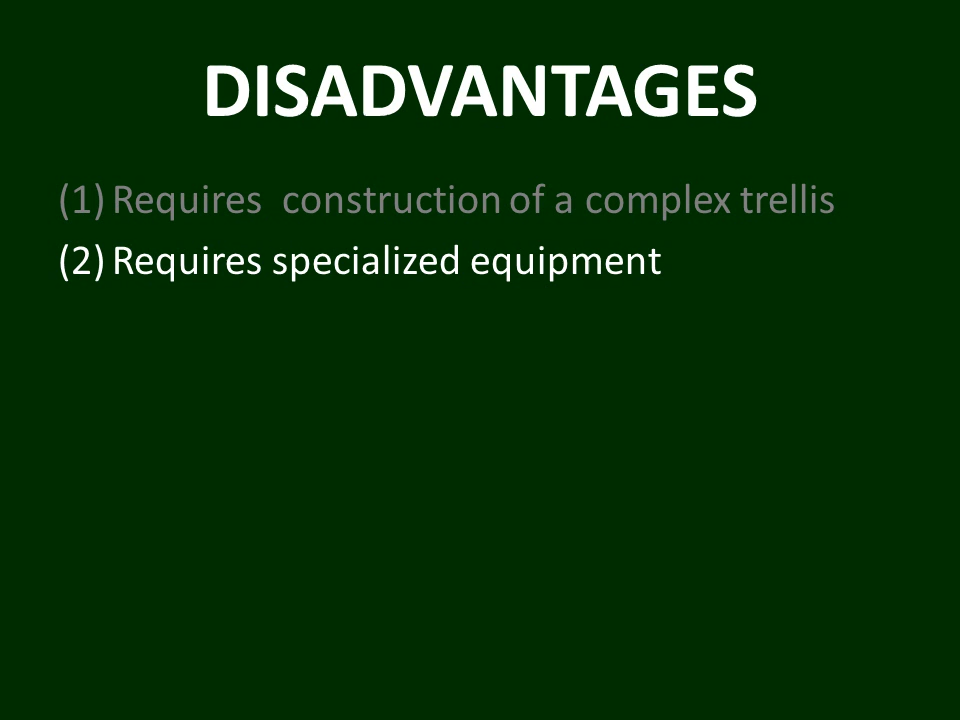 DISADVANTAGES
(1) Requires  construction of a complex trellis
(2) Requires specialized equipment